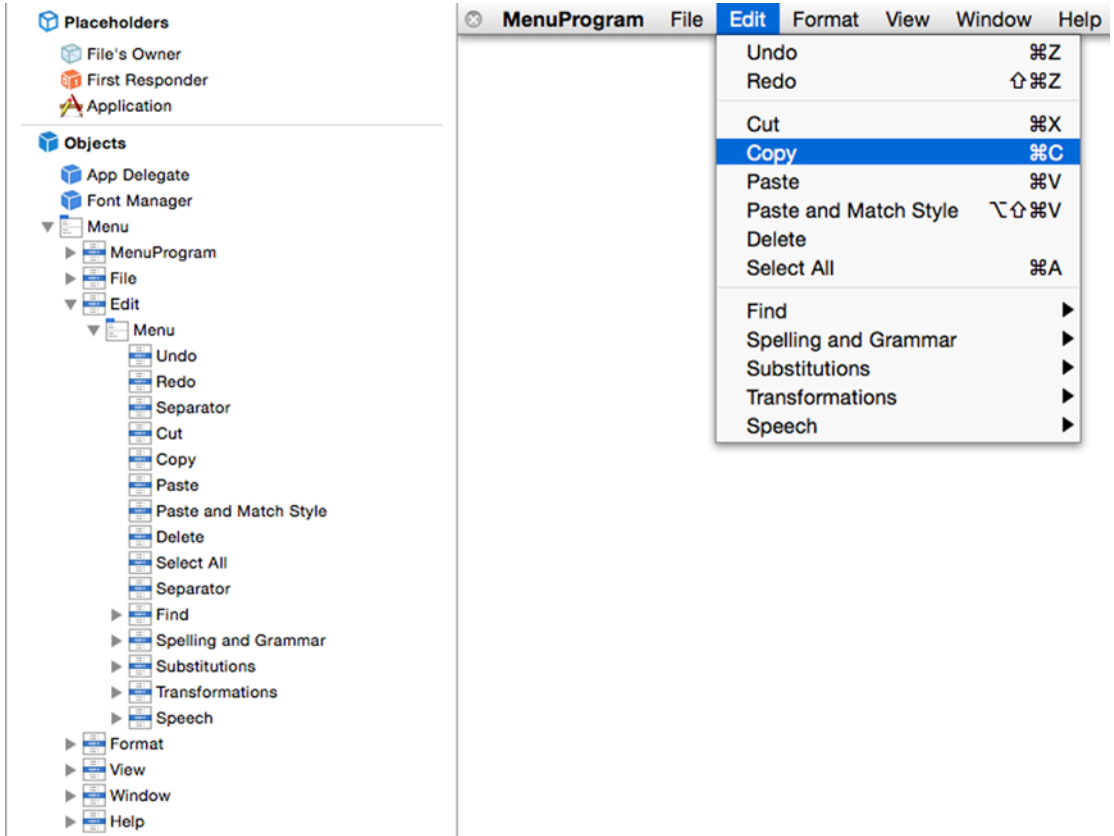 Placeholders
File's Owner
First Responder
Application
Objects
App Delegate
Font Manager
Menu
MenuProgram
File
Edit
Menu
Undo
Redo
Separator
Cut
Copy
Paste
Paste and Match Style
Delete
Select All
Separator
Find
Spelling and Grammar
Substitutions
Transformations
Speech
Format
View
Window
Help
MenuProgram File Edit Format View Window Help
Undo ⌘Z
Redo ⇧⌘Z
Cut ⌘X
Copy ⌘C
Paste ⌘V
Paste and Match Style ⌥⇧⌘V
Delete
Select All ⌘A
Find
Spelling and Grammar
Substitutions
Transformations
Speech